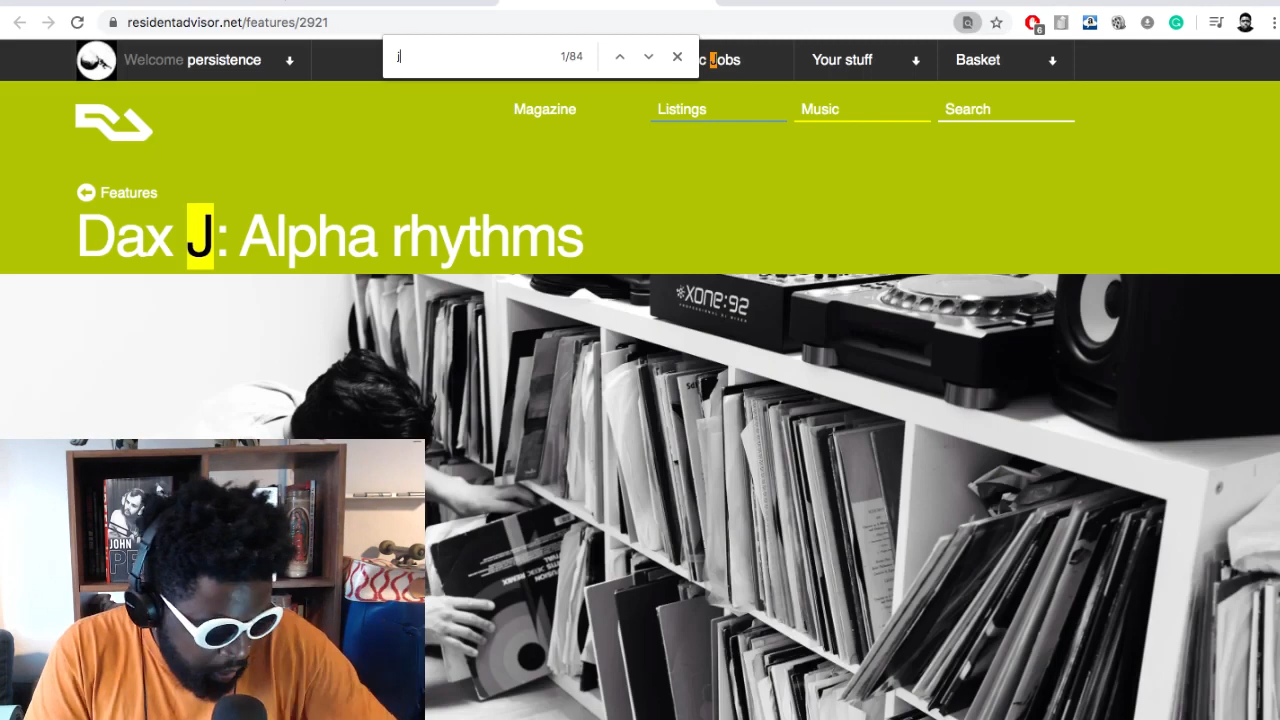 residentadvisor.net/features/2921
6
Welcome persistence
j
1/84
c Jobs
Your stuff
Basket
Magazine
Listings
Music
Search
Features
Dax J: Alpha rhythms
XONE:92
JOHN